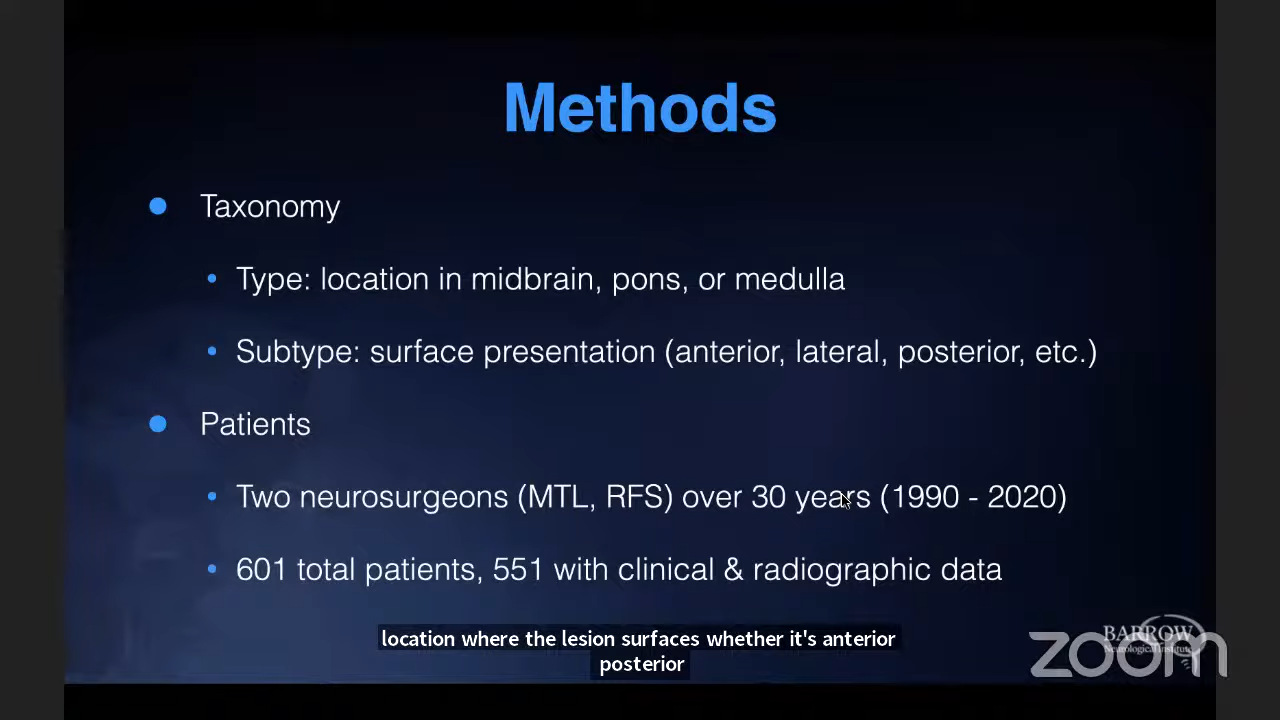 Methods
Taxonomy
Type: location in midbrain, pons, or medulla
Subtype: surface presentation (anterior, lateral, posterior, etc.)
Patients
Two neurosurgeons (MTL, RFS) over 30 years (1990 - 2020)
601 total patients, 551 with clinical & radiographic data
location where the lesion surfaces whether it's anterior
posterior
BARROW
Neurological Institute
zoom